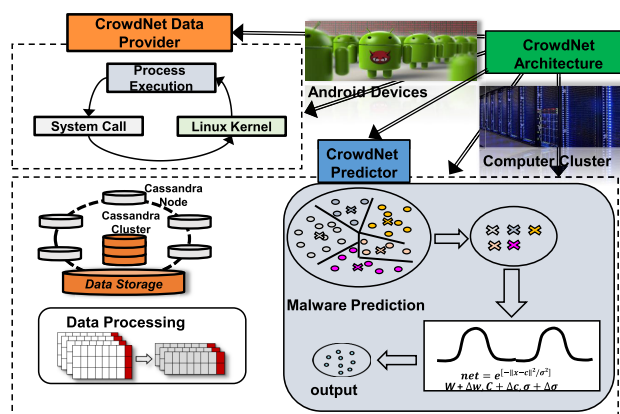 CrowdNet Data
Provider
CrowdNet
Architecture
Process
Execution
Android Devices
System Call
Linux Kernel
CrowdNet
Predictor
Computer Cluster
Cassandra
Node
Cassandra
Cluster
Data Storage
Malware Prediction
Data Processing
output
net = e^[-||x-c||²/σ²]
W + Δw, C + Δc, σ + Δσ